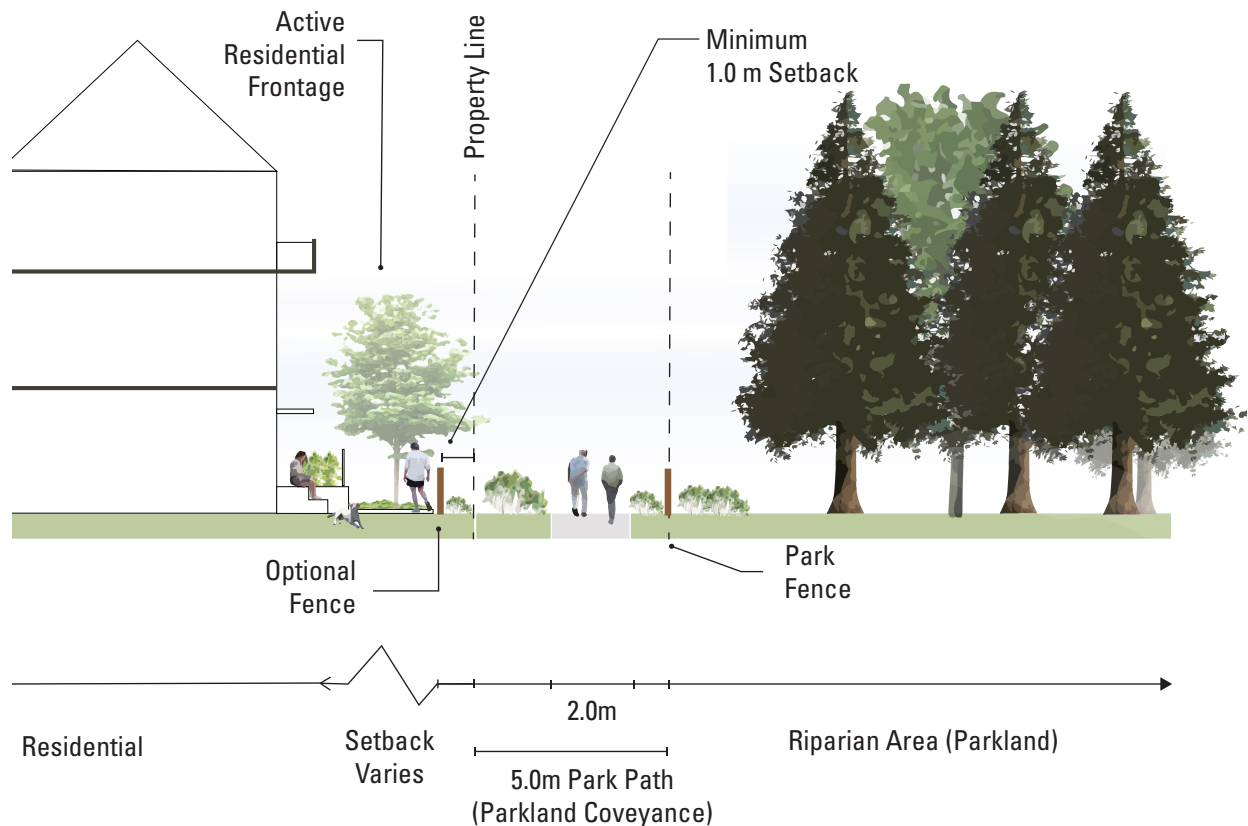 Active
Residential
Frontage
Property Line
Minimum
1.0 m Setback
Optional
Fence
Park
Fence
2.0m
Residential
Setback
Varies
Riparian Area (Parkland)
5.0m Park Path
(Parkland Coveyance)